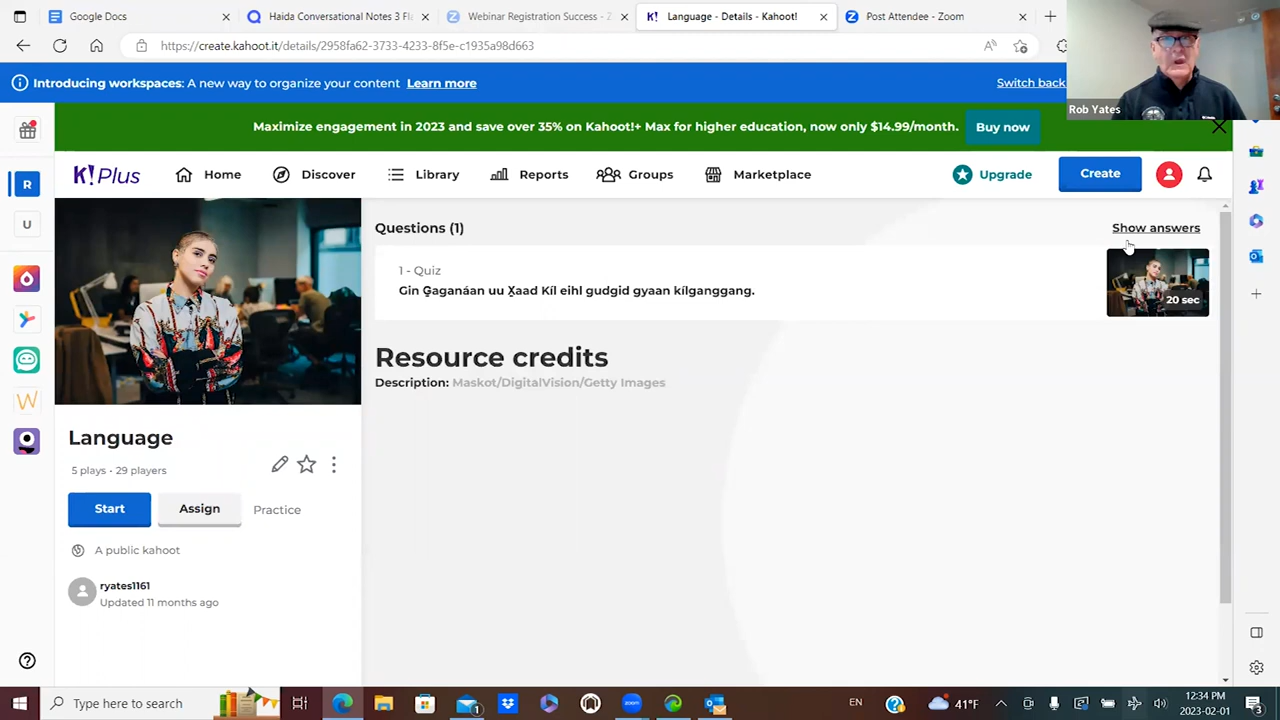 Google Docs
Haida Conversational Notes 3 Fl
Webinar Registration Success - Z
Language - Details - Kahoot!
Post Attendee - Zoom
https://create.kahoot.it/details/2958fa62-3733-4233-8f5e-c1935a98d663
Introducing workspaces: A new way to organize your content Learn more
Switch back
Rob Yates
Maximize engagement in 2023 and save over 35% on Kahoot!+ Max for higher education, now only $14.99/month. Buy now
K!Plus Home Discover Library Reports Groups Marketplace Upgrade Create
R
U
Questions (1)
Show answers
1 - Quiz
Gin G̱aganáan uu X̱aad Kíl eihl gudgid gyaan kílganggang.
20 sec
Resource credits
Description: Maskot/DigitalVision/Getty Images
Language
5 plays • 29 players
Start Assign Practice
A public kahoot
ryates1161
Updated 11 months ago
Type here to search
1
EN
41°F
12:34 PM
2023-02-01
3